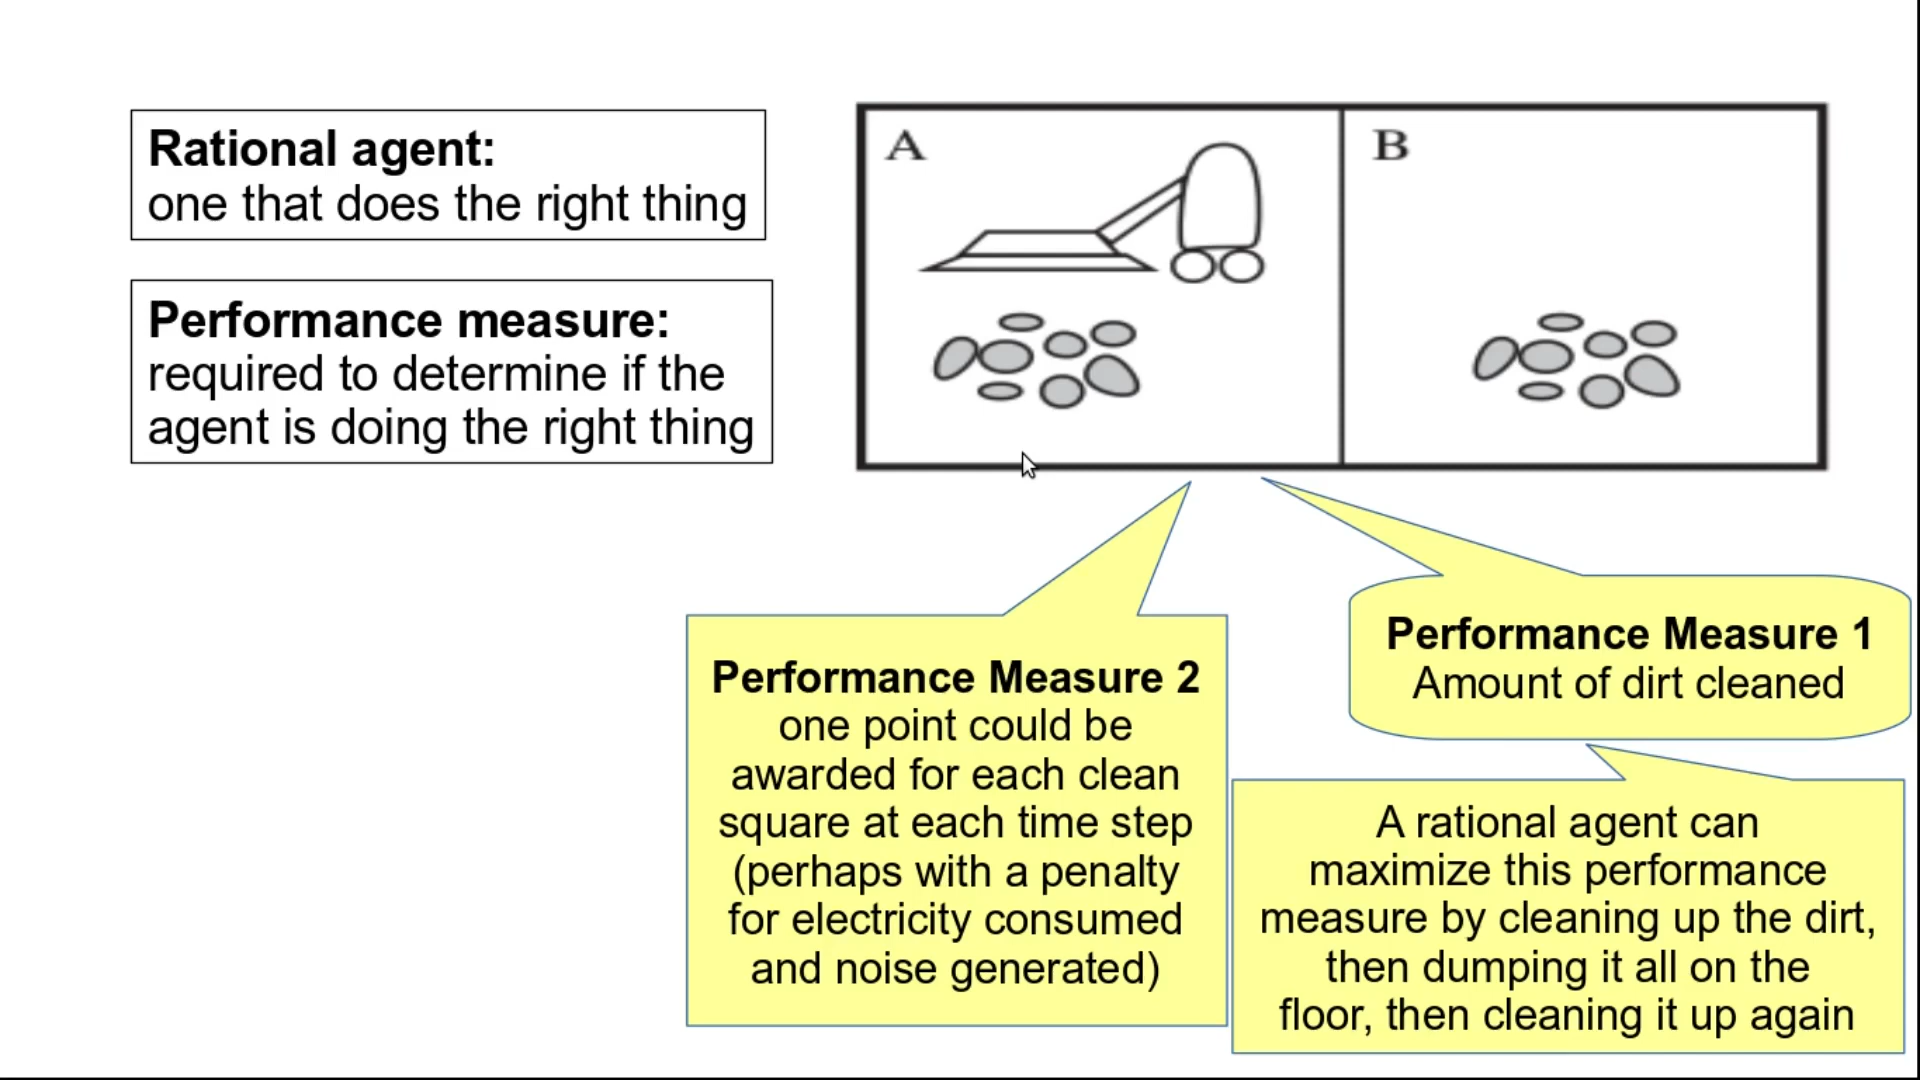 Rational agent:
one that does the right thing
Performance measure:
required to determine if the
agent is doing the right thing
A
B
Performance Measure 1
Amount of dirt cleaned
Performance Measure 2
one point could be
awarded for each clean
square at each time step
(perhaps with a penalty
for electricity consumed
and noise generated)
A rational agent can
maximize this performance
measure by cleaning up the dirt,
then dumping it all on the
floor, then cleaning it up again